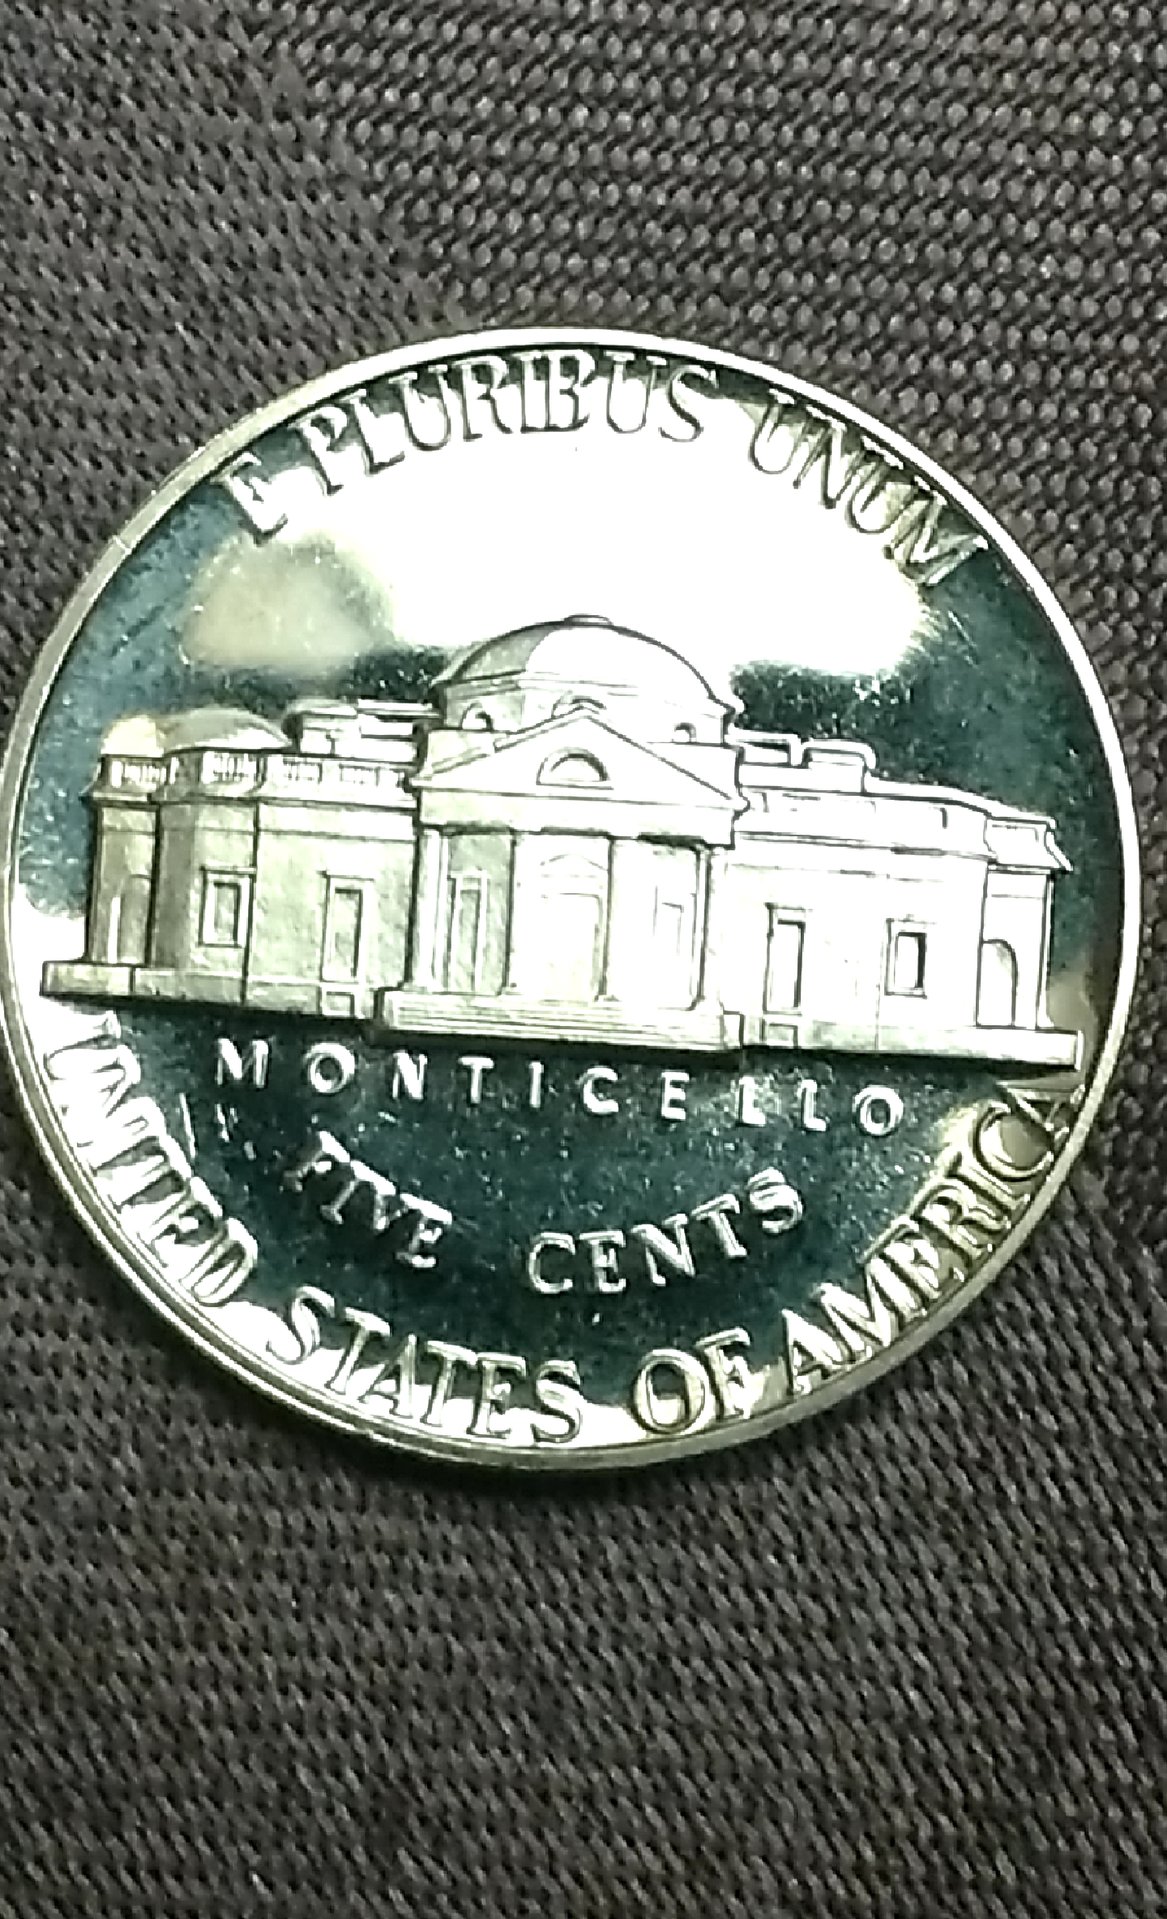 E PLURIBUS UNUM
MONTICELLO
FIVE CENTS
UNITED STATES OF AMERICA